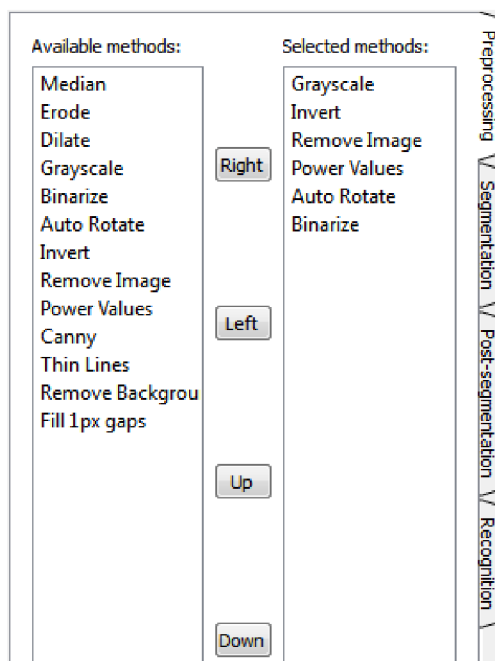 Available methods:
Median
Erode
Dilate
Grayscale
Binarize
Auto Rotate
Invert
Remove Image
Power Values
Canny
Thin Lines
Remove Backgrou
Fill 1px gaps
Right
Left
Up
Down
Selected methods:
Grayscale
Invert
Remove Image
Power Values
Auto Rotate
Binarize
Preprocessing
Segmentation
Post-segmentation
Recognition